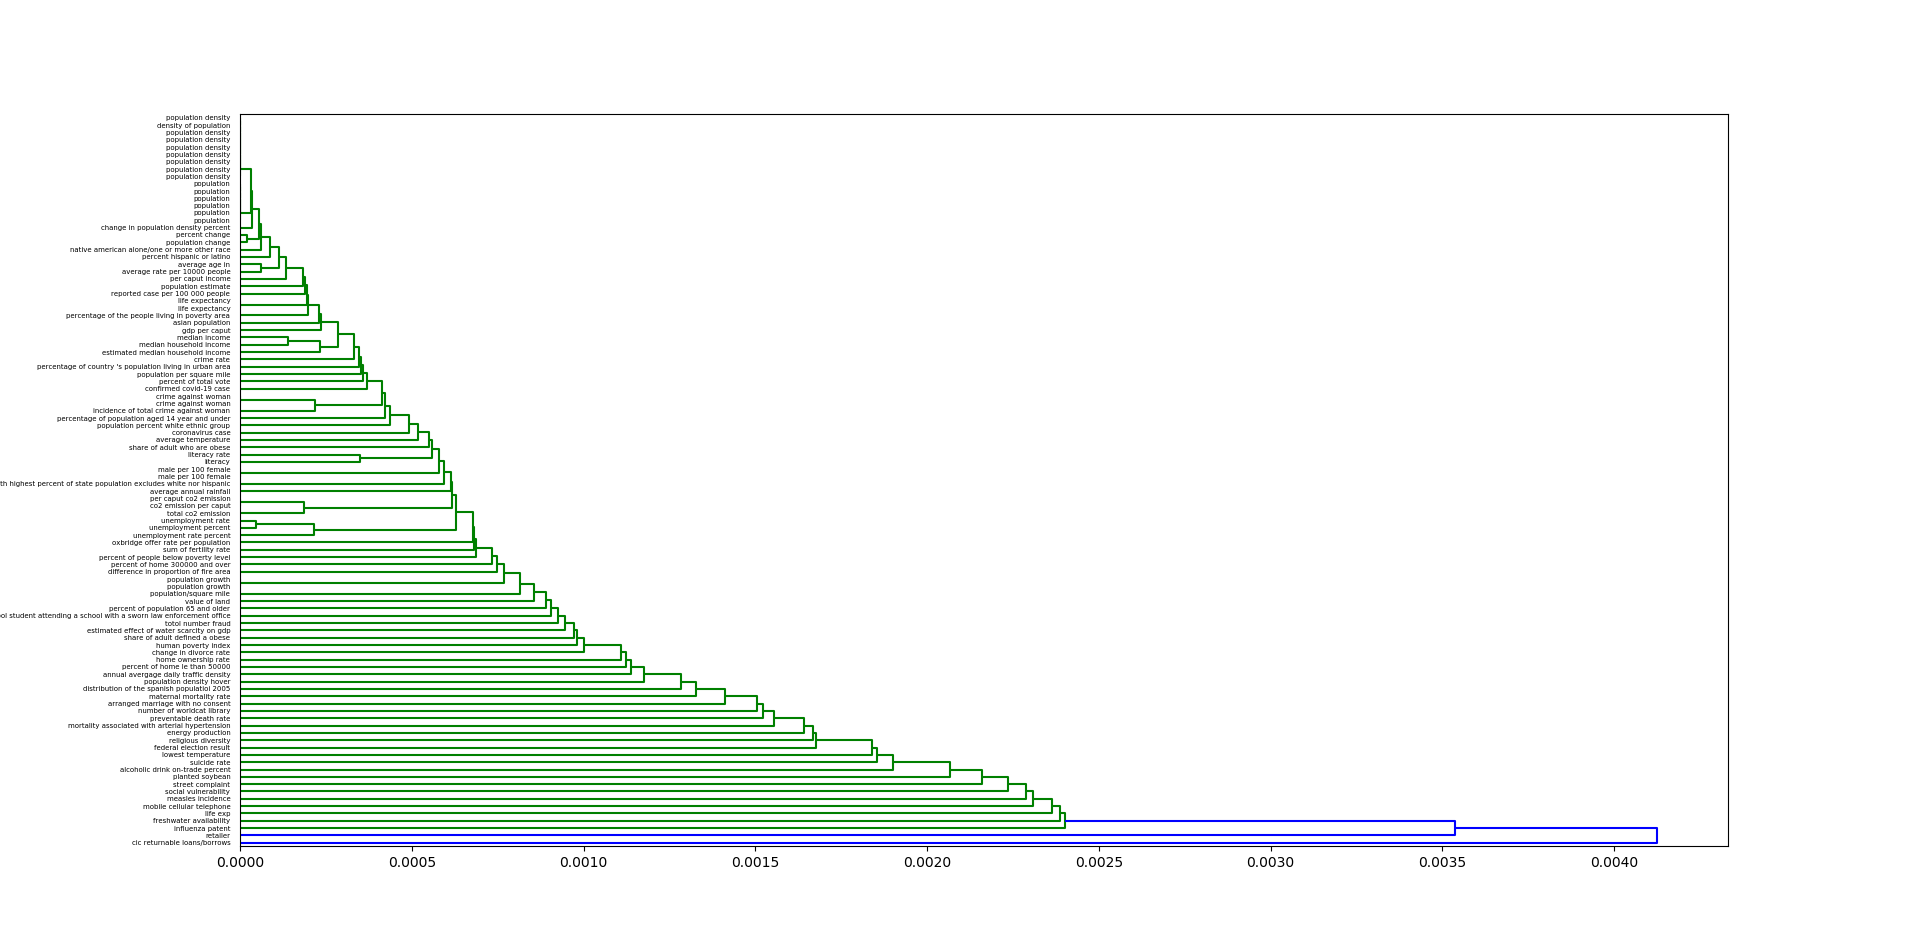 population density
density of population
population density
population density
population density
population density
population density
population density
population density
population
population
population
population
population
population
change in population density percent
percent change
population change
native american alone/one or more other race
percent hispanic or latino
average age in
average rate per 10000 people
per caput income
population estimate
reported case per 100 000 people
life expectancy
life expectancy
percentage of the people living in poverty area
asian population
gdp per caput
median income
median household income
estimated median household income
crime rate
percentage of country 's population living in urban area
population per square mile
percent of total vote
confirmed covid-19 case
crime against woman
crime against woman
incidence of total crime against woman
percentage of population aged 14 year and under
population percent white ethnic group
coronavirus case
average temperature
share of adult who are obese
literacy rate
literacy
male per 100 female
male per 100 female
th highest percent of state population excludes white nor hispanic
average annual rainfall
per caput co2 emission
co2 emission per caput
total co2 emission
unemployment rate
unemployment percent
unemployment rate percent
oxbridge offer rate per population
sum of fertility rate
percent of people below poverty level
percent of home 300000 and over
difference in proportion of fire area
population growth
population growth
population/square mile
value of land
percent of population 65 and older
ol student attending a school with a sworn law enforcement office
totol number fraud
estimated effect of water scarcity on gdp
share of adult defined a obese
human poverty index
change in divorce rate
home ownership rate
percent of home le than 50000
annual avergage daily traffic density
population density hover
distribution of the spanish populatiol 2005
maternal mortality rate
arranged marriage with no consent
number of worldcat library
preventable death rate
mortality associated with arterial hypertension
energy production
religious diversity
federal election result
lowest temperature
suicide rate
alcoholic drink on-trade percent
planted soybean
street complaint
social vulnerability
measles incidence
mobile cellular telephone
life exp
freshwater availability
influenza patent
retailer
cic returnable loans/borrows
0.0000 0.0005 0.0010 0.0015 0.0020 0.0025 0.0030 0.0035 0.0040